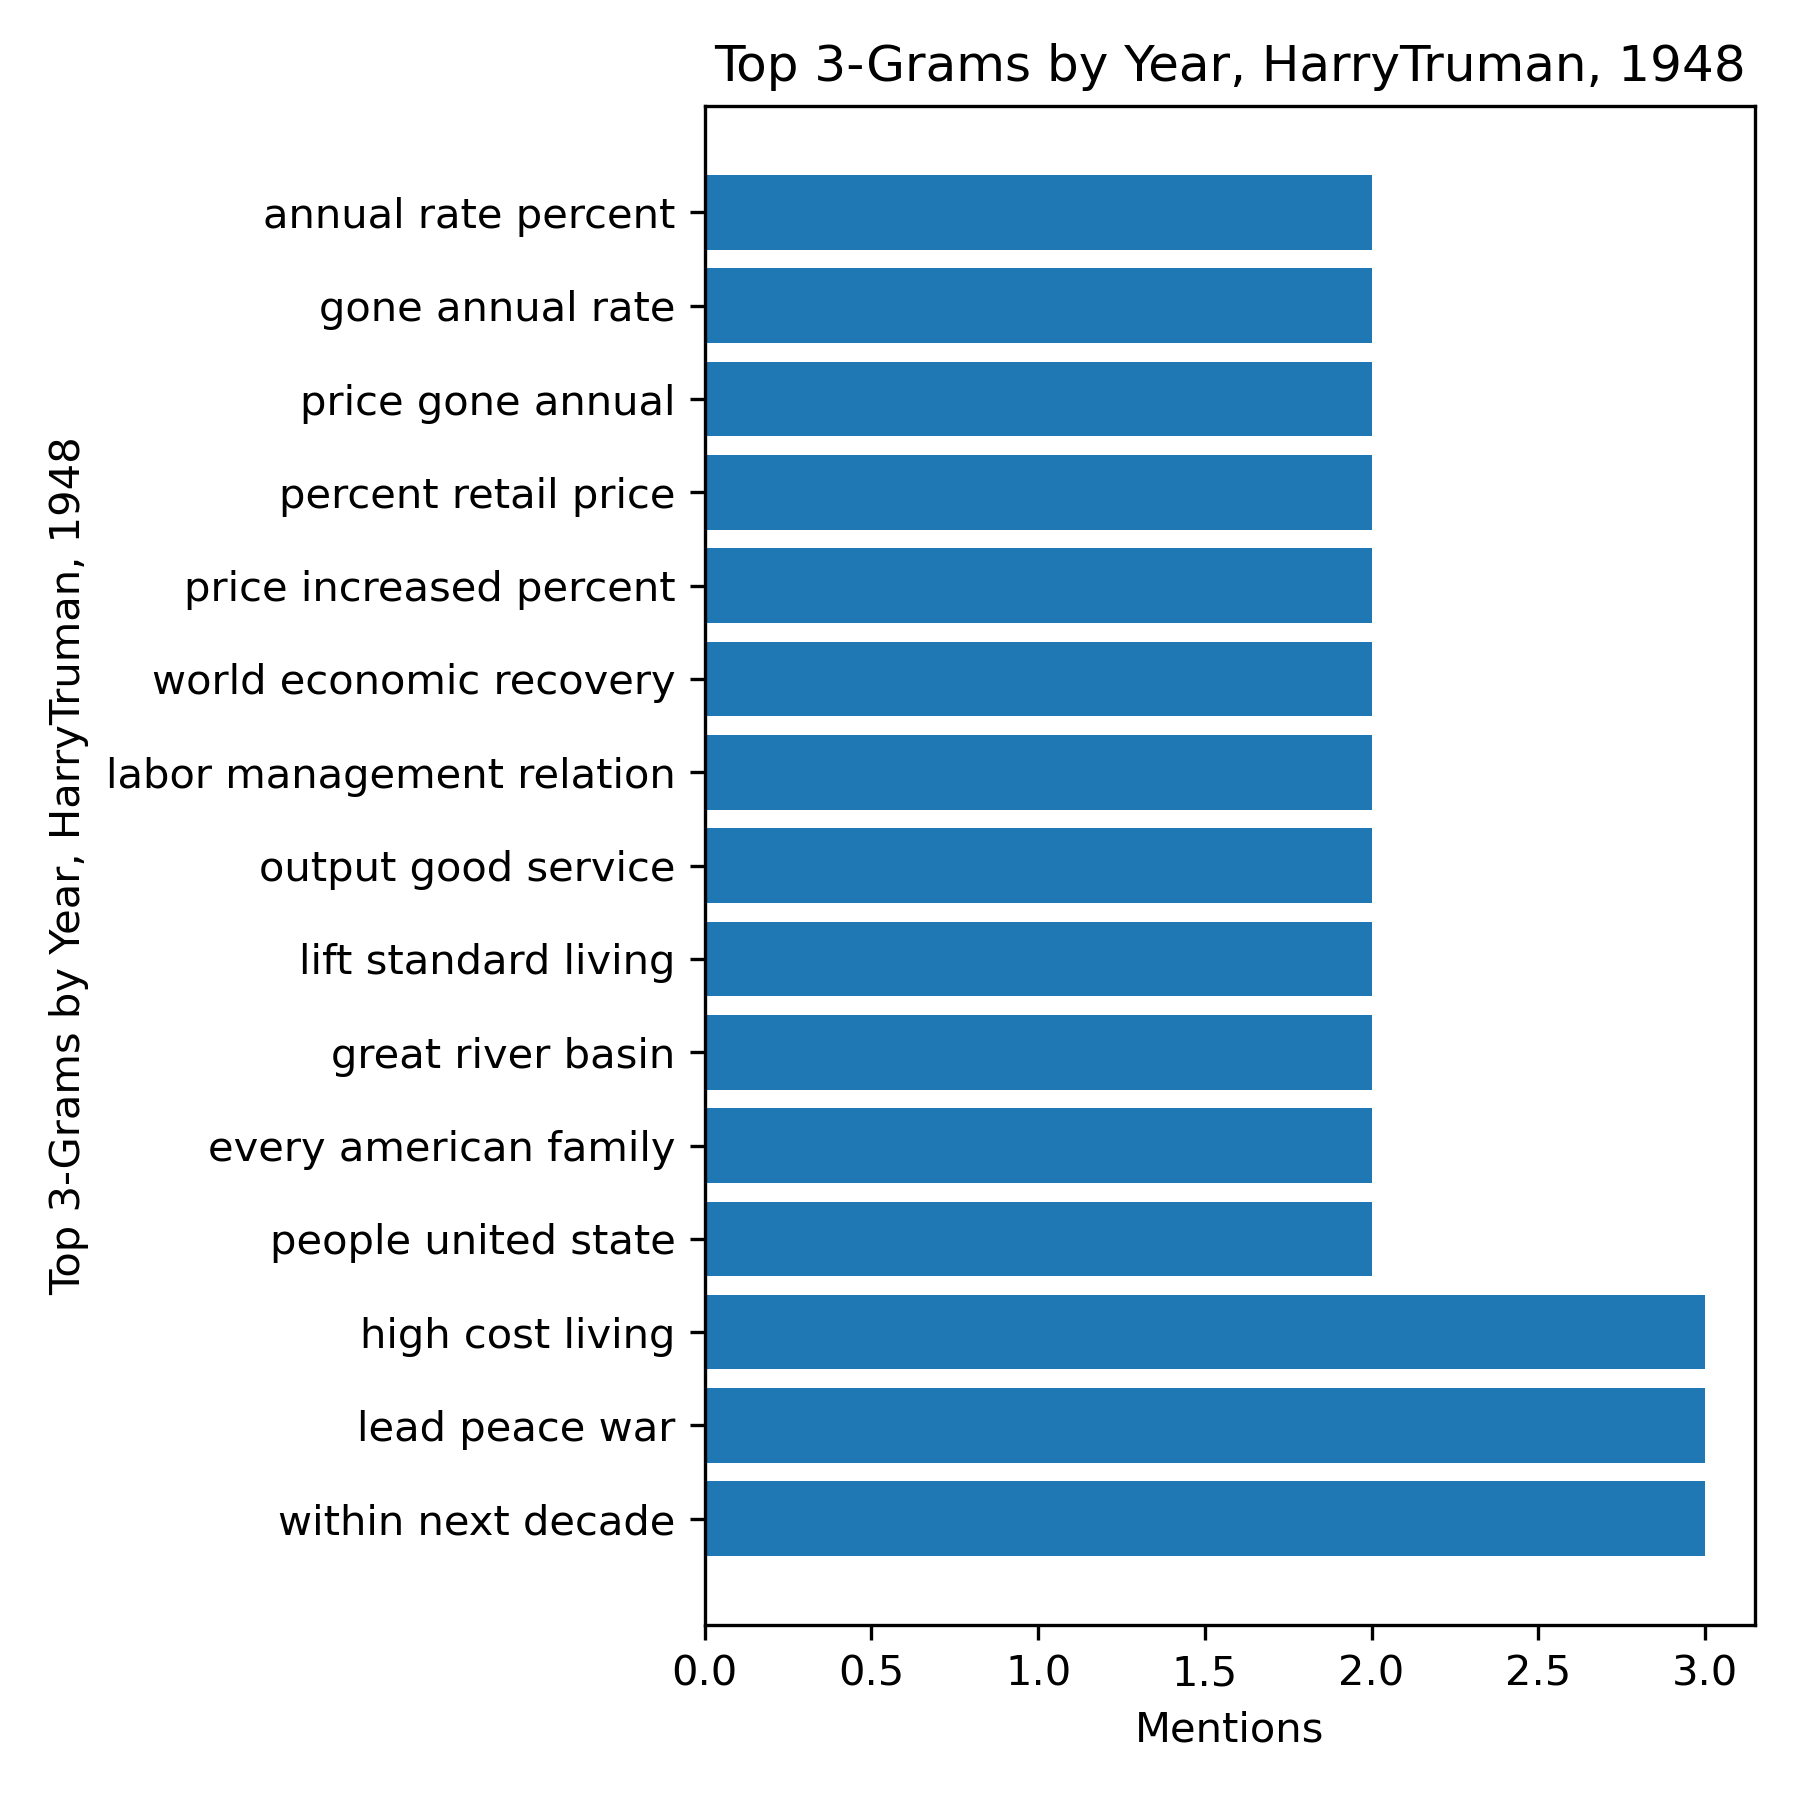 Top 3-Grams by Year, HarryTruman, 1948
Top 3-Grams by Year, HarryTruman, 1948
annual rate percent
gone annual rate
price gone annual
percent retail price
price increased percent
world economic recovery
labor management relation
output good service
lift standard living
great river basin
every american family
people united state
high cost living
lead peace war
within next decade
0.0 0.5 1.0 1.5 2.0 2.5 3.0
Mentions